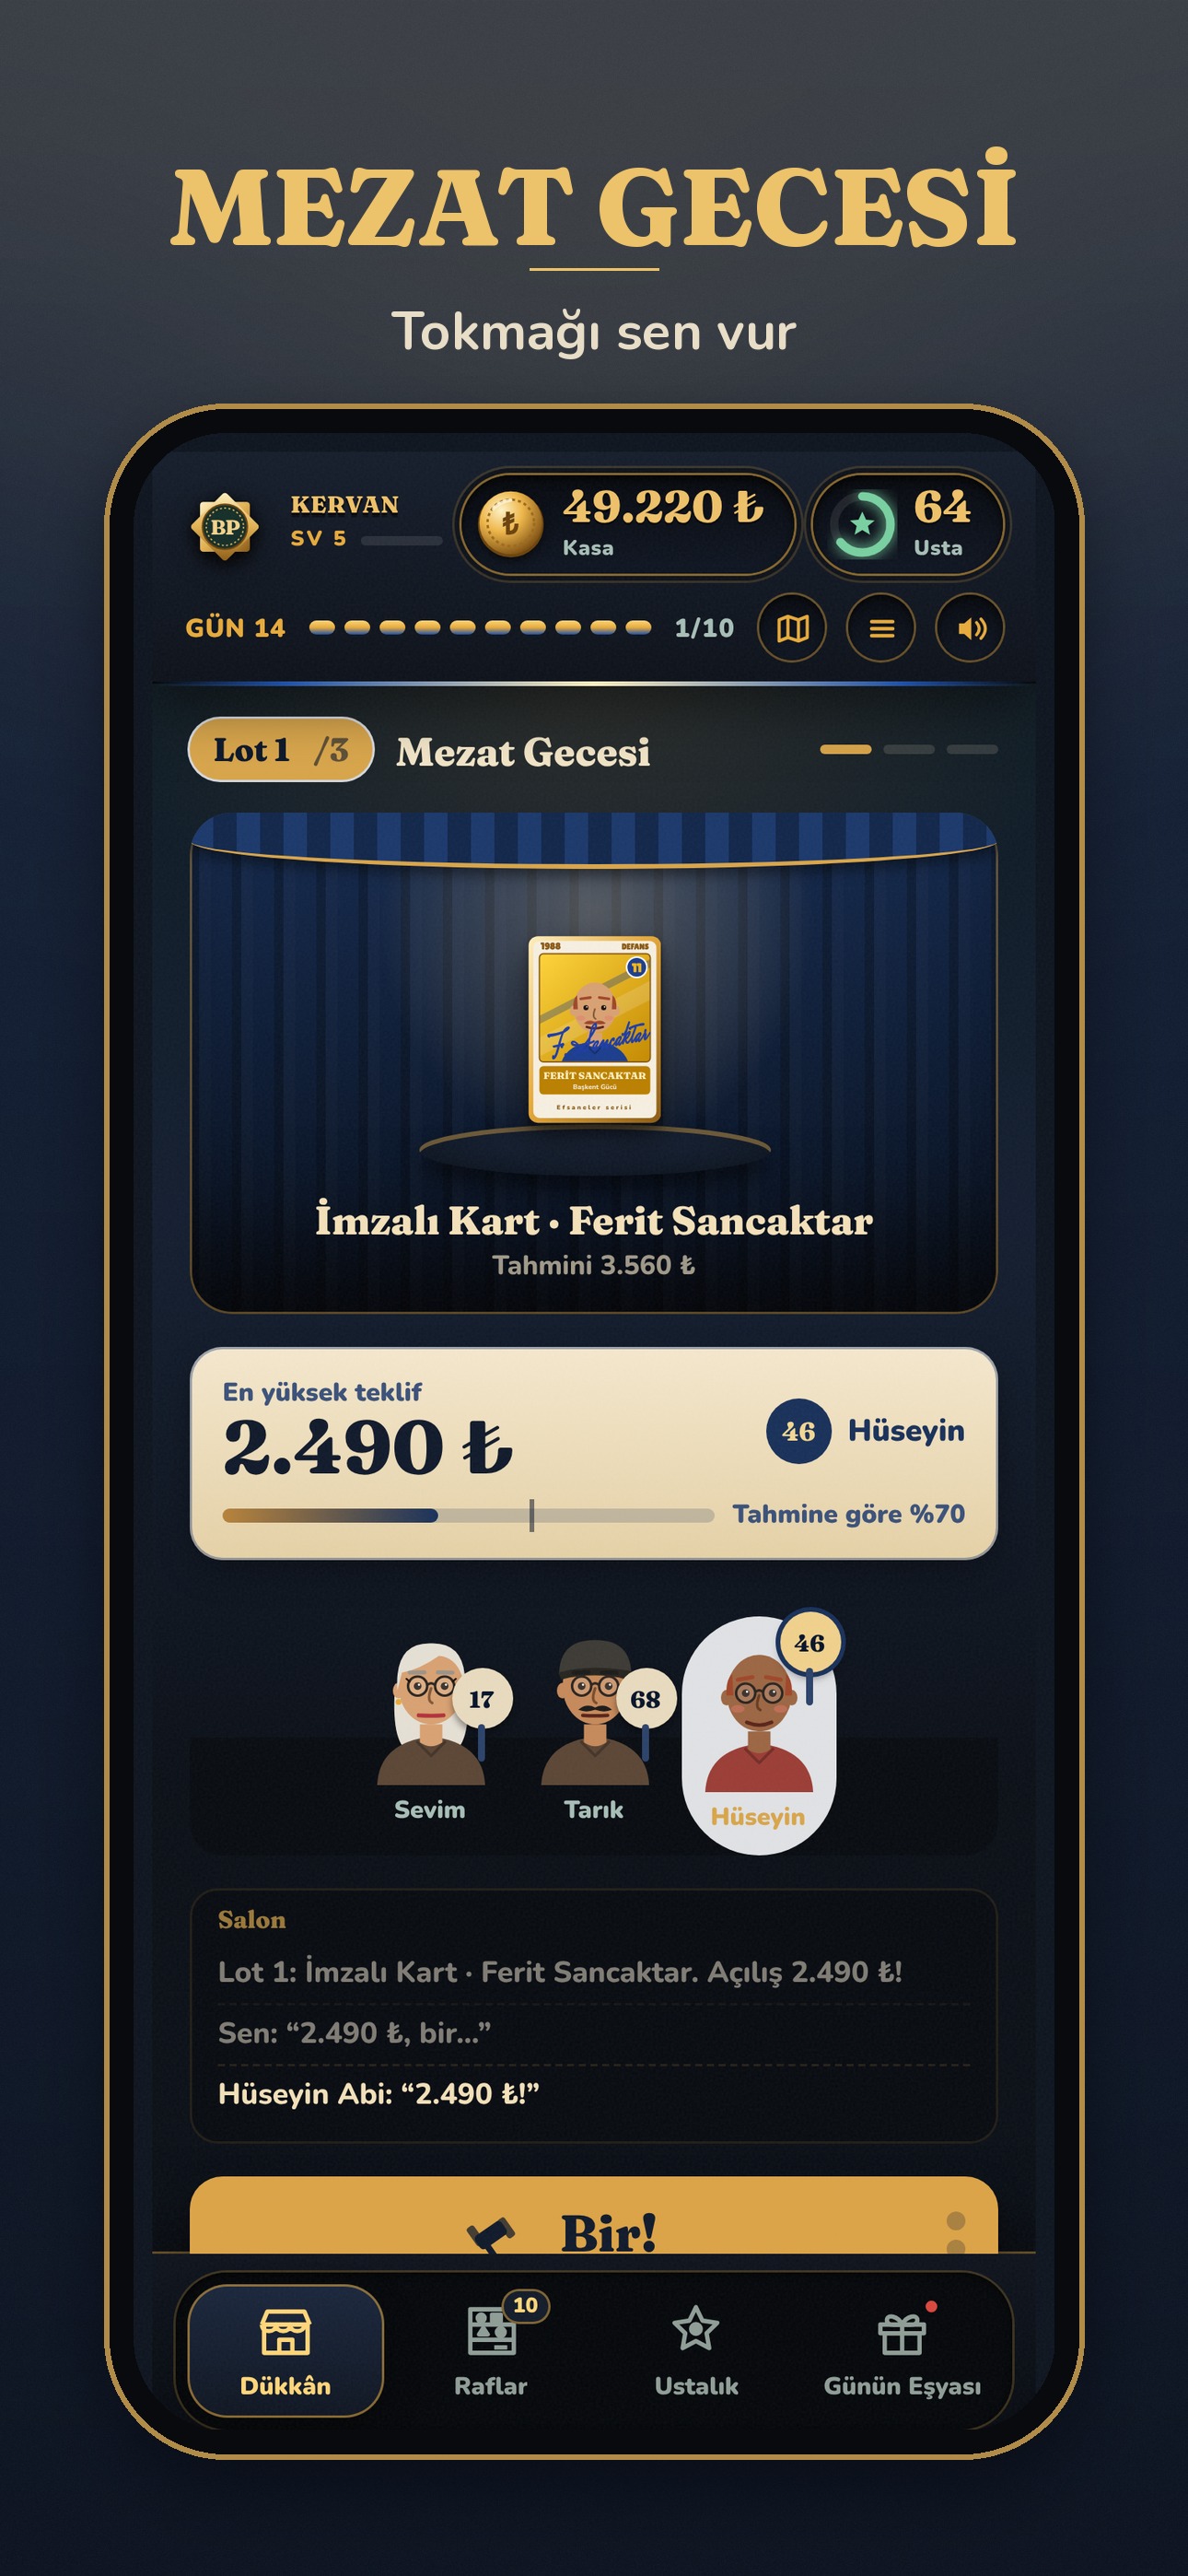 MEZAT GECESİ
Tokmağı sen vur
BP
KERVAN
SV 5
₺
49.220 ₺
Kasa
64
Usta
GÜN 14
1/10
Lot 1 /3
Mezat Gecesi
1988
DEFANS
11
F. Sancaktar
FERİT SANCAKTAR
Başkent Gücü
Efsaneler serisi
İmzalı Kart · Ferit Sancaktar
Tahmini 3.560 ₺
En yüksek teklif
2.490 ₺
46
Hüseyin
Tahmine göre %70
17
68
46
Sevim
Tarık
Hüseyin
Salon
Lot 1: İmzalı Kart · Ferit Sancaktar. Açılış 2.490 ₺!
Sen: “2.490 ₺, bir...”
Hüseyin Abi: “2.490 ₺!”
Bir!
10
Dükkân
Raflar
Ustalık
Günün Eşyası